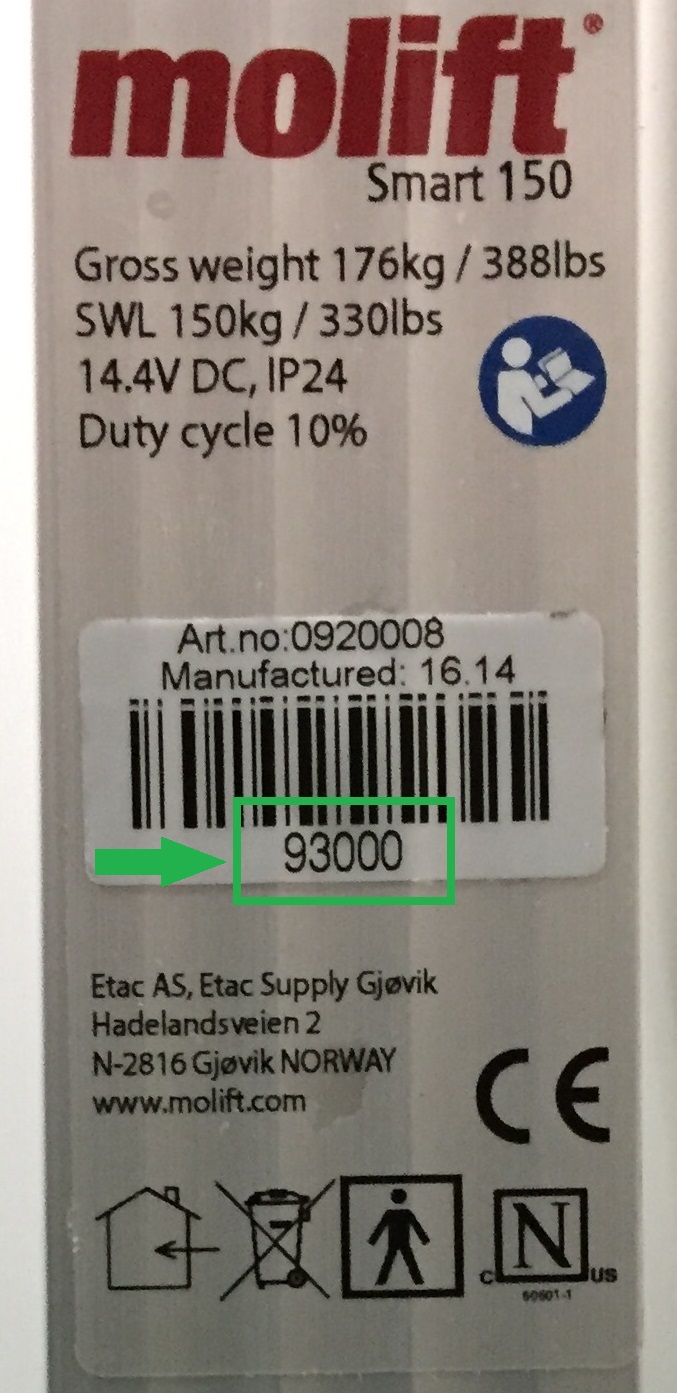 molift®
Smart 150
Gross weight 176kg / 388lbs
SWL 150kg / 330lbs
14.4V DC, IP24
Duty cycle 10%
Art.no:0920008
Manufactured: 16.14
93000
Etac AS, Etac Supply Gjøvik
Hadelandsveien 2
N-2816 Gjøvik NORWAY
www.molift.com
CE
C N US
60601-1